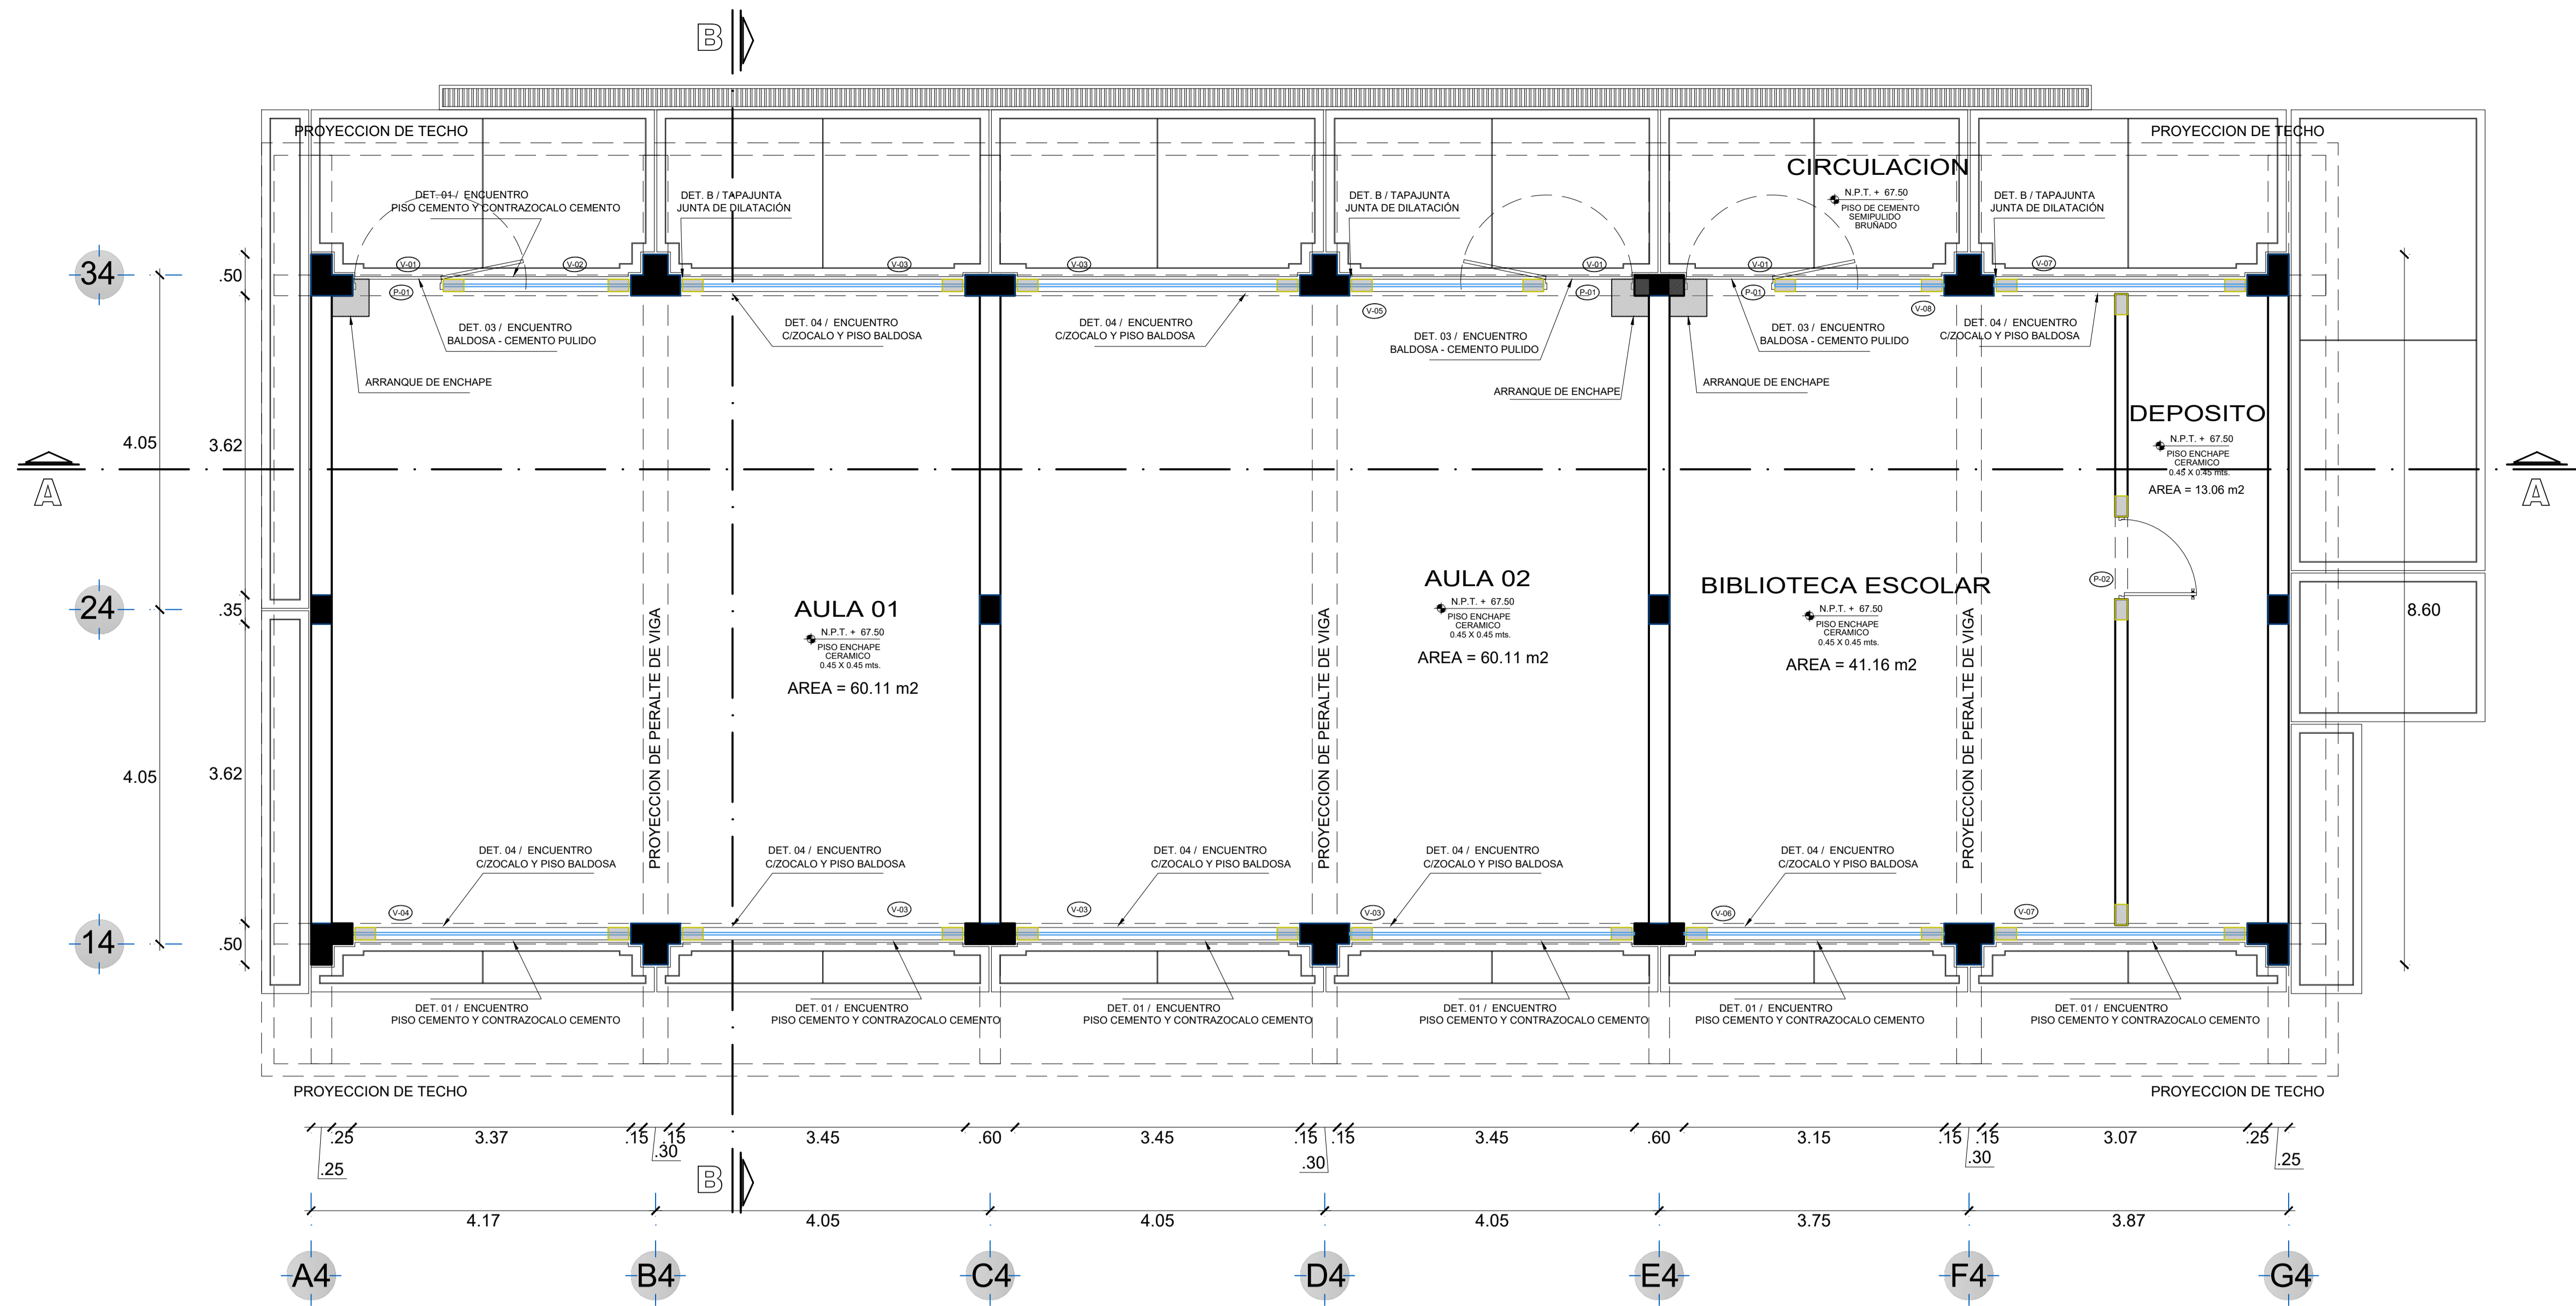 B
PROYECCION DE TECHO
PROYECCION DE TECHO
CIRCULACION
N.P.T. + 67.50
PISO DE CEMENTO
SEMIPULIDO
BRUÑADO
DET. 01 / ENCUENTRO
PISO CEMENTO Y CONTRAZOCALO CEMENTO
DET. B / TAPAJUNTA
JUNTA DE DILATACIÓN
DET. B / TAPAJUNTA
JUNTA DE DILATACIÓN
DET. B / TAPAJUNTA
JUNTA DE DILATACIÓN
34
.50
V-01
V-02
V-03
V-03
V-01
V-01
V-07
P-01
P-01
P-01
V-05
V-08
DET. 03 / ENCUENTRO
BALDOSA - CEMENTO PULIDO
DET. 04 / ENCUENTRO
C/ZOCALO Y PISO BALDOSA
DET. 04 / ENCUENTRO
C/ZOCALO Y PISO BALDOSA
DET. 03 / ENCUENTRO
BALDOSA - CEMENTO PULIDO
DET. 03 / ENCUENTRO
BALDOSA - CEMENTO PULIDO
DET. 04 / ENCUENTRO
C/ZOCALO Y PISO BALDOSA
ARRANQUE DE ENCHAPE
ARRANQUE DE ENCHAPE
ARRANQUE DE ENCHAPE
4.05
3.62
DEPOSITO
N.P.T. + 67.50
PISO ENCHAPE
CERAMICO
0.45 X 0.45 mts.
AREA = 13.06 m2
A
A
24
.35
AULA 01
N.P.T. + 67.50
PISO ENCHAPE
CERAMICO
0.45 X 0.45 mts.
AREA = 60.11 m2
AULA 02
N.P.T. + 67.50
PISO ENCHAPE
CERAMICO
0.45 X 0.45 mts.
AREA = 60.11 m2
BIBLIOTECA ESCOLAR
N.P.T. + 67.50
PISO ENCHAPE
CERAMICO
0.45 X 0.45 mts.
AREA = 41.16 m2
P-02
8.60
PROYECCION DE PERALTE DE VIGA
PROYECCION DE PERALTE DE VIGA
PROYECCION DE PERALTE DE VIGA
4.05
3.62
DET. 04 / ENCUENTRO
C/ZOCALO Y PISO BALDOSA
DET. 04 / ENCUENTRO
C/ZOCALO Y PISO BALDOSA
DET. 04 / ENCUENTRO
C/ZOCALO Y PISO BALDOSA
DET. 04 / ENCUENTRO
C/ZOCALO Y PISO BALDOSA
DET. 04 / ENCUENTRO
C/ZOCALO Y PISO BALDOSA
V-04
V-03
V-03
V-03
V-06
V-07
14
.50
DET. 01 / ENCUENTRO
PISO CEMENTO Y CONTRAZOCALO CEMENTO
DET. 01 / ENCUENTRO
PISO CEMENTO Y CONTRAZOCALO CEMENTO
DET. 01 / ENCUENTRO
PISO CEMENTO Y CONTRAZOCALO CEMENTO
DET. 01 / ENCUENTRO
PISO CEMENTO Y CONTRAZOCALO CEMENTO
DET. 01 / ENCUENTRO
PISO CEMENTO Y CONTRAZOCALO CEMENTO
DET. 01 / ENCUENTRO
PISO CEMENTO Y CONTRAZOCALO CEMENTO
PROYECCION DE TECHO
PROYECCION DE TECHO
.25 3.37 .15 .15 3.45 .60 3.45 .15 .15 3.45 .60 3.15 .15 .15 3.07 .25
.25 .30 .30 .30 .25
B
4.17 4.05 4.05 4.05 3.75 3.87
A4 B4 C4 D4 E4 F4 G4